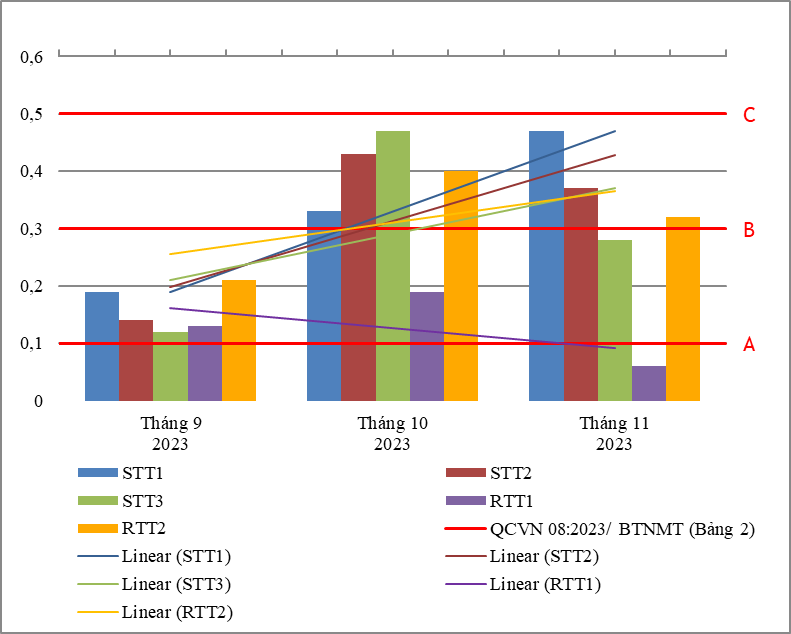 0,6
0,5
C
0,4
0,3
B
0,2
0,1
A
0
Tháng 9
2023
Tháng 10
2023
Tháng 11
2023
STT1
STT2
STT3
RTT1
RTT2
QCVN 08:2023/ BTNMT (Bảng 2)
Linear (STT1)
Linear (STT2)
Linear (STT3)
Linear (RTT1)
Linear (RTT2)